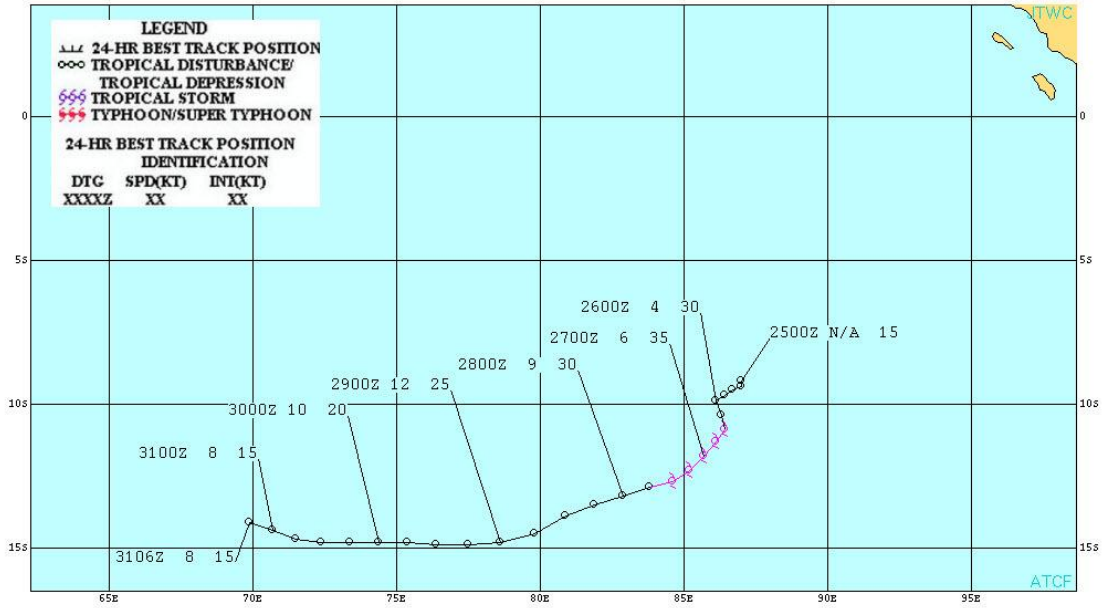 JTWC
LEGEND
24-HR BEST TRACK POSITION
TROPICAL DISTURBANCE/
TROPICAL DEPRESSION
TROPICAL STORM
TYPHOON/SUPER TYPHOON
24-HR BEST TRACK POSITION
IDENTIFICATION
DTG SPD(KT) INT(KT)
XXXXZ XX XX
0 0
5S 5S
2600Z 4 30
2500Z N/A 15
2700Z 6 35
2800Z 9 30
2900Z 12 25
10S 10S
3000Z 10 20
3100Z 8 15
15S 15S
3106Z 8 15
ATCF
65E 70E 75E 80E 85E 90E 95E